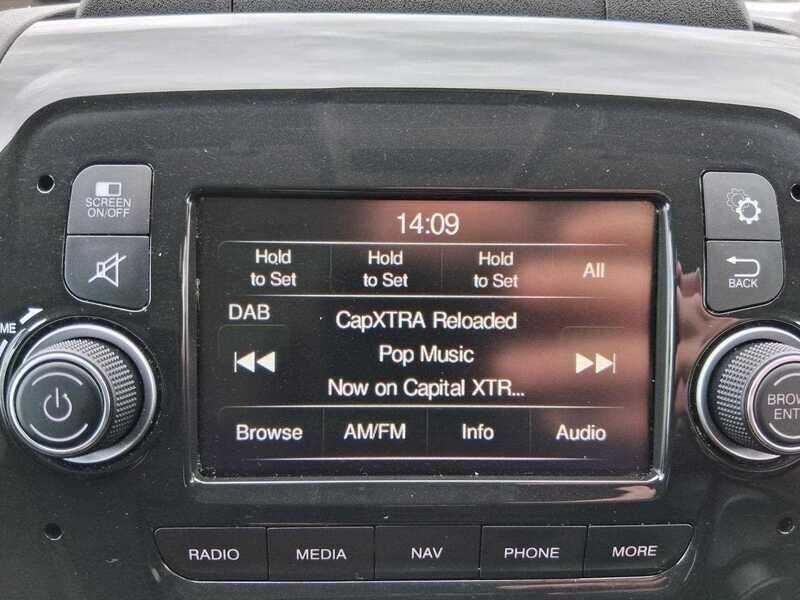 SCREEN
ON/OFF
14:09
Hold
to Set
Hold
to Set
Hold
to Set
All
DAB
CapXTRA Reloaded
Pop Music
Now on Capital XTR...
Browse
AM/FM
Info
Audio
BACK
RADIO
MEDIA
NAV
PHONE
MORE